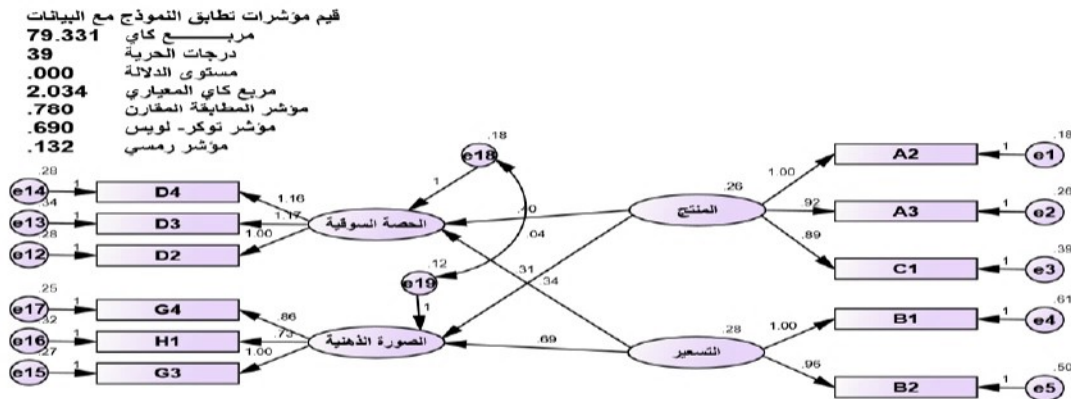 قيم مؤشرات تطابق النموذج مع البيانات
مربـــــــع كاي 79.331
درجات الحرية 39
مستوى الدلالة .000
مربع كاي المعياري 2.034
مؤشر المطابقة المقارن .780
مؤشر توكر- لويس .690
مؤشر رمسي .132
.18
e18
1
.18
A2
1
e1
1.00
.26
المنتج
.92
A3
1
.26
e2
.89
C1
1
.39
e3
.28
e14
1
D4
1.16
.34
e13
1
D3
1.17
الحصة السوقية
.28
e12
1
D2
1.00
.40
.04
.31
.34
.12
e19
1
.25
e17
1
G4
.86
.32
e16
1
H1
.73
الصورة الذهنية
.27
e15
1
G3
1.00
.69
.28
التسعير
1.00
B1
1
.61
e4
.96
B2
1
.50
e5